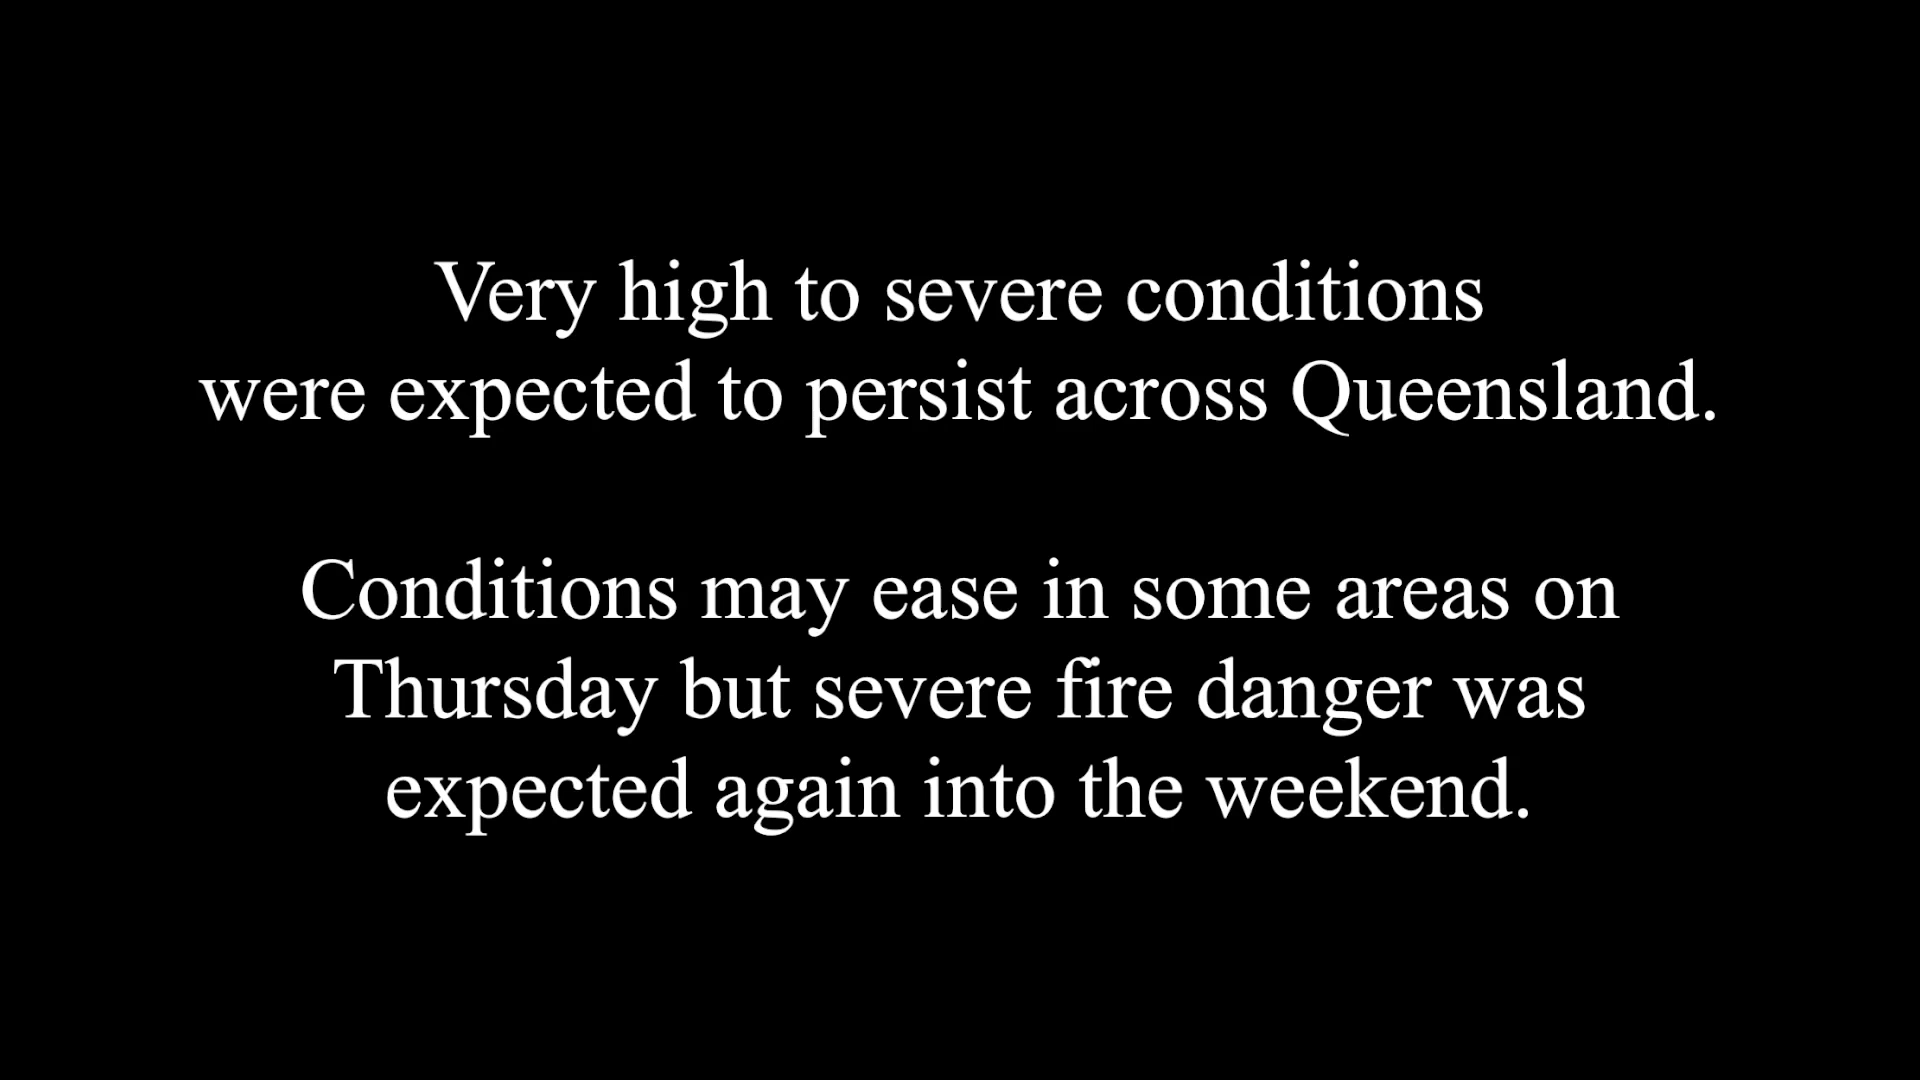 Very high to severe conditions
were expected to persist across Queensland.
Conditions may ease in some areas on
Thursday but severe fire danger was
expected again into the weekend.